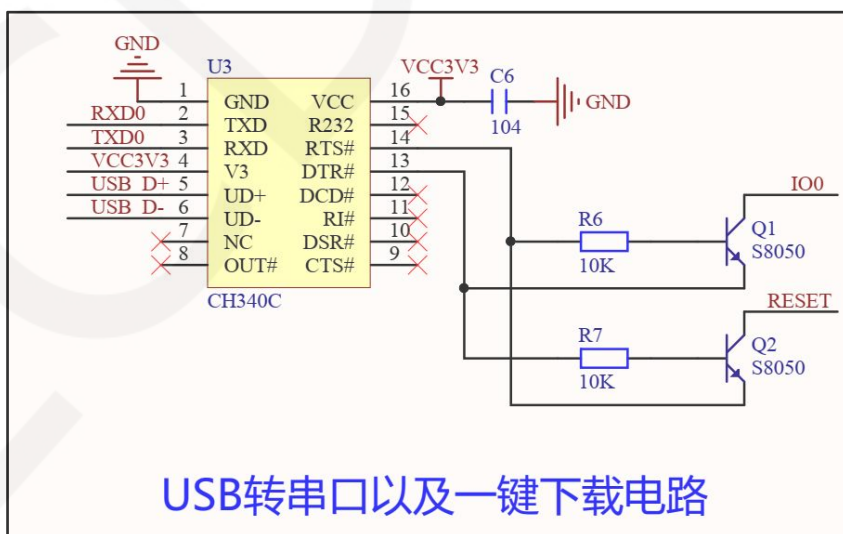 GND
U3
VCC3V3
C6
1 GND VCC 16
104
GND
RXD0 2 TXD R232 15
TXD0 3 RXD RTS# 14
VCC3V3 4 V3 DTR# 13
USB D+ 5 UD+ DCD# 12
USB D- 6 UD- RI# 11
7 NC DSR# 10
8 OUT# CTS# 9
CH340C
IO0
R6
10K
Q1
S8050
RESET
R7
10K
Q2
S8050
USB转串口以及一键下载电路